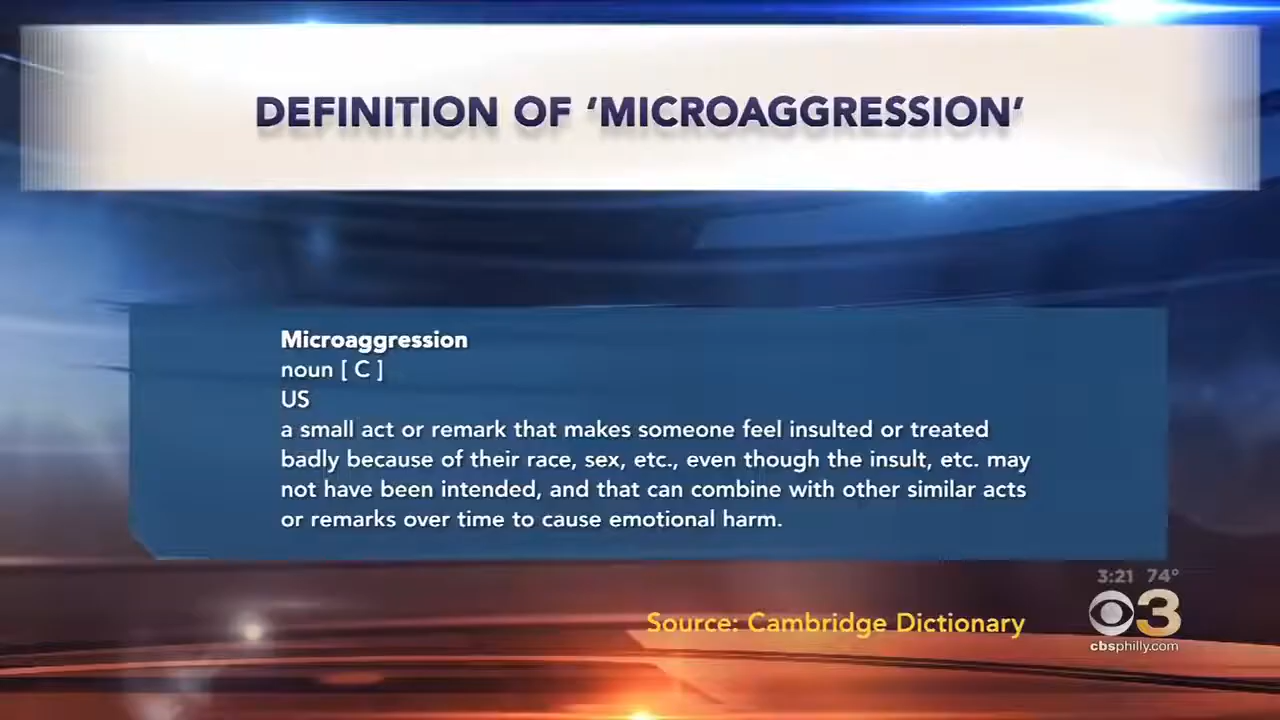 DEFINITION OF ‘MICROAGGRESSION’
Microaggression
noun [ C ]
US
a small act or remark that makes someone feel insulted or treated
badly because of their race, sex, etc., even though the insult, etc. may
not have been intended, and that can combine with other similar acts
or remarks over time to cause emotional harm.
3:21 74°
Source: Cambridge Dictionary
3
cbsphilly.com